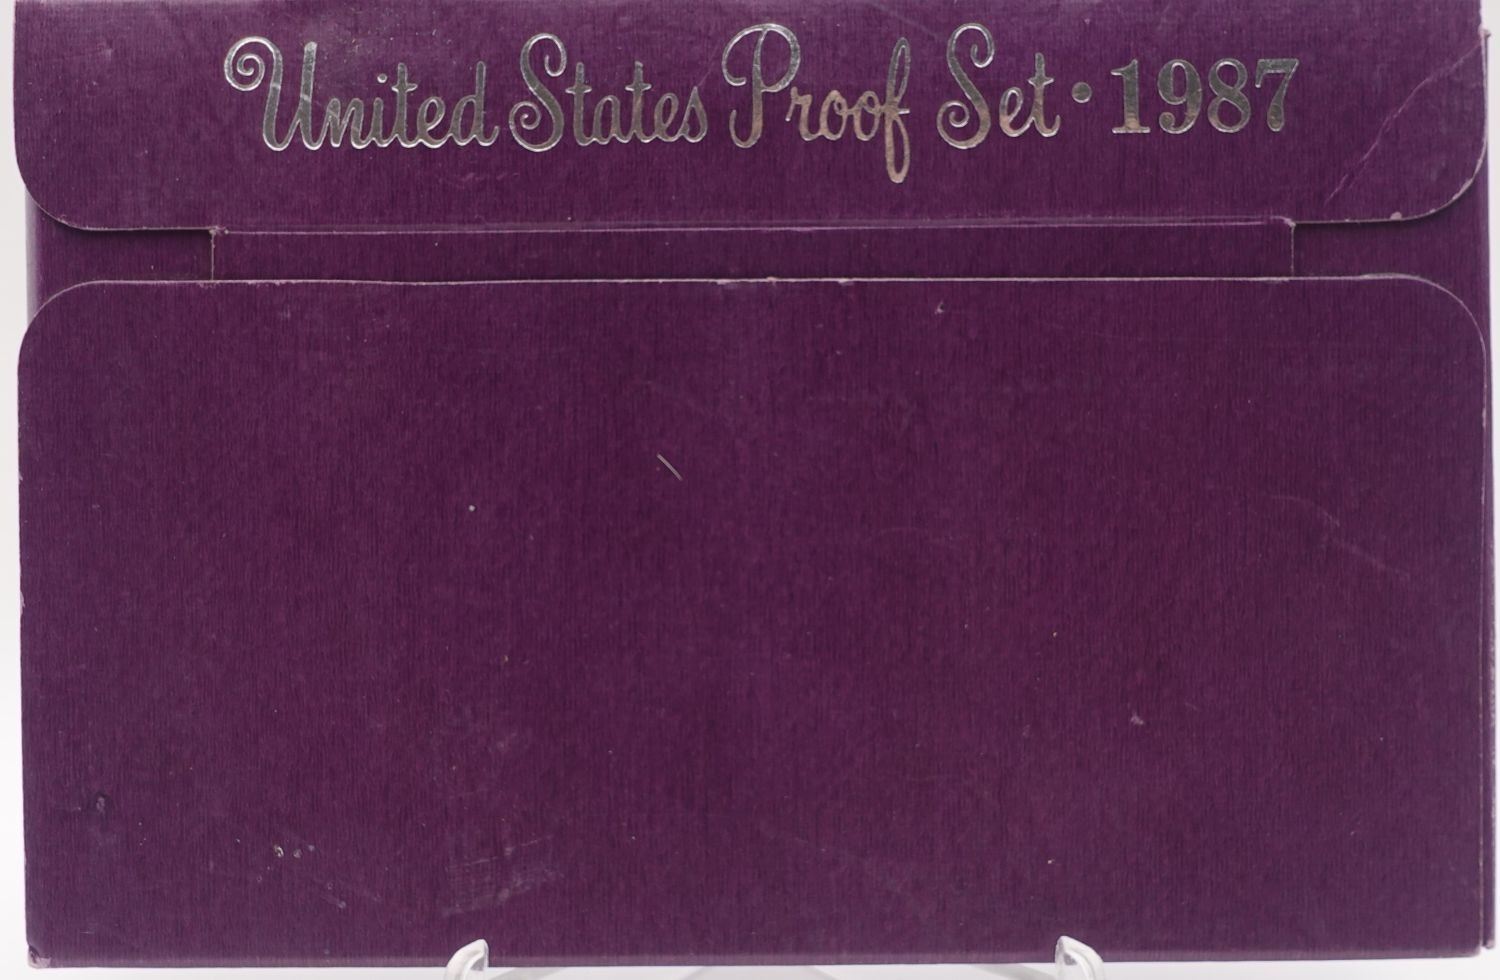 United States Proof Set • 1987